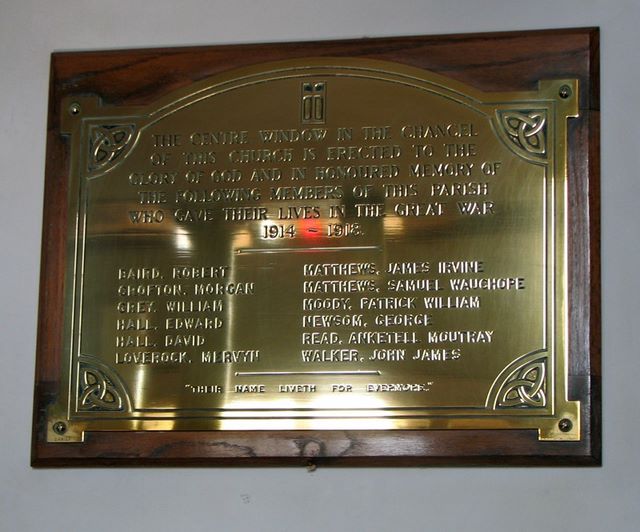 THE CENTRE WINDOW IN THE CHANCEL
OF THIS CHURCH IS ERECTED TO THE
GLORY OF GOD AND IN HONOURED MEMORY OF
THE FOLLOWING MEMBERS OF THIS PARISH
WHO GAVE THEIR LIVES IN THE GREAT WAR
1914 ~ 1918.
BAIRD, ROBERT
CROFTON, MORGAN
GREY, WILLIAM
HALL, EDWARD
HALL, DAVID
LOVEROCK, MERVYN
MATTHEWS, JAMES IRVINE
MATTHEWS, SAMUEL WAUCHOPE
MOODY, PATRICK WILLIAM
NEWSOM, GEORGE
READ, ANKETELL MOUTRAY
WALKER, JOHN JAMES
"THEIR NAME LIVETH FOR EVERMORE."